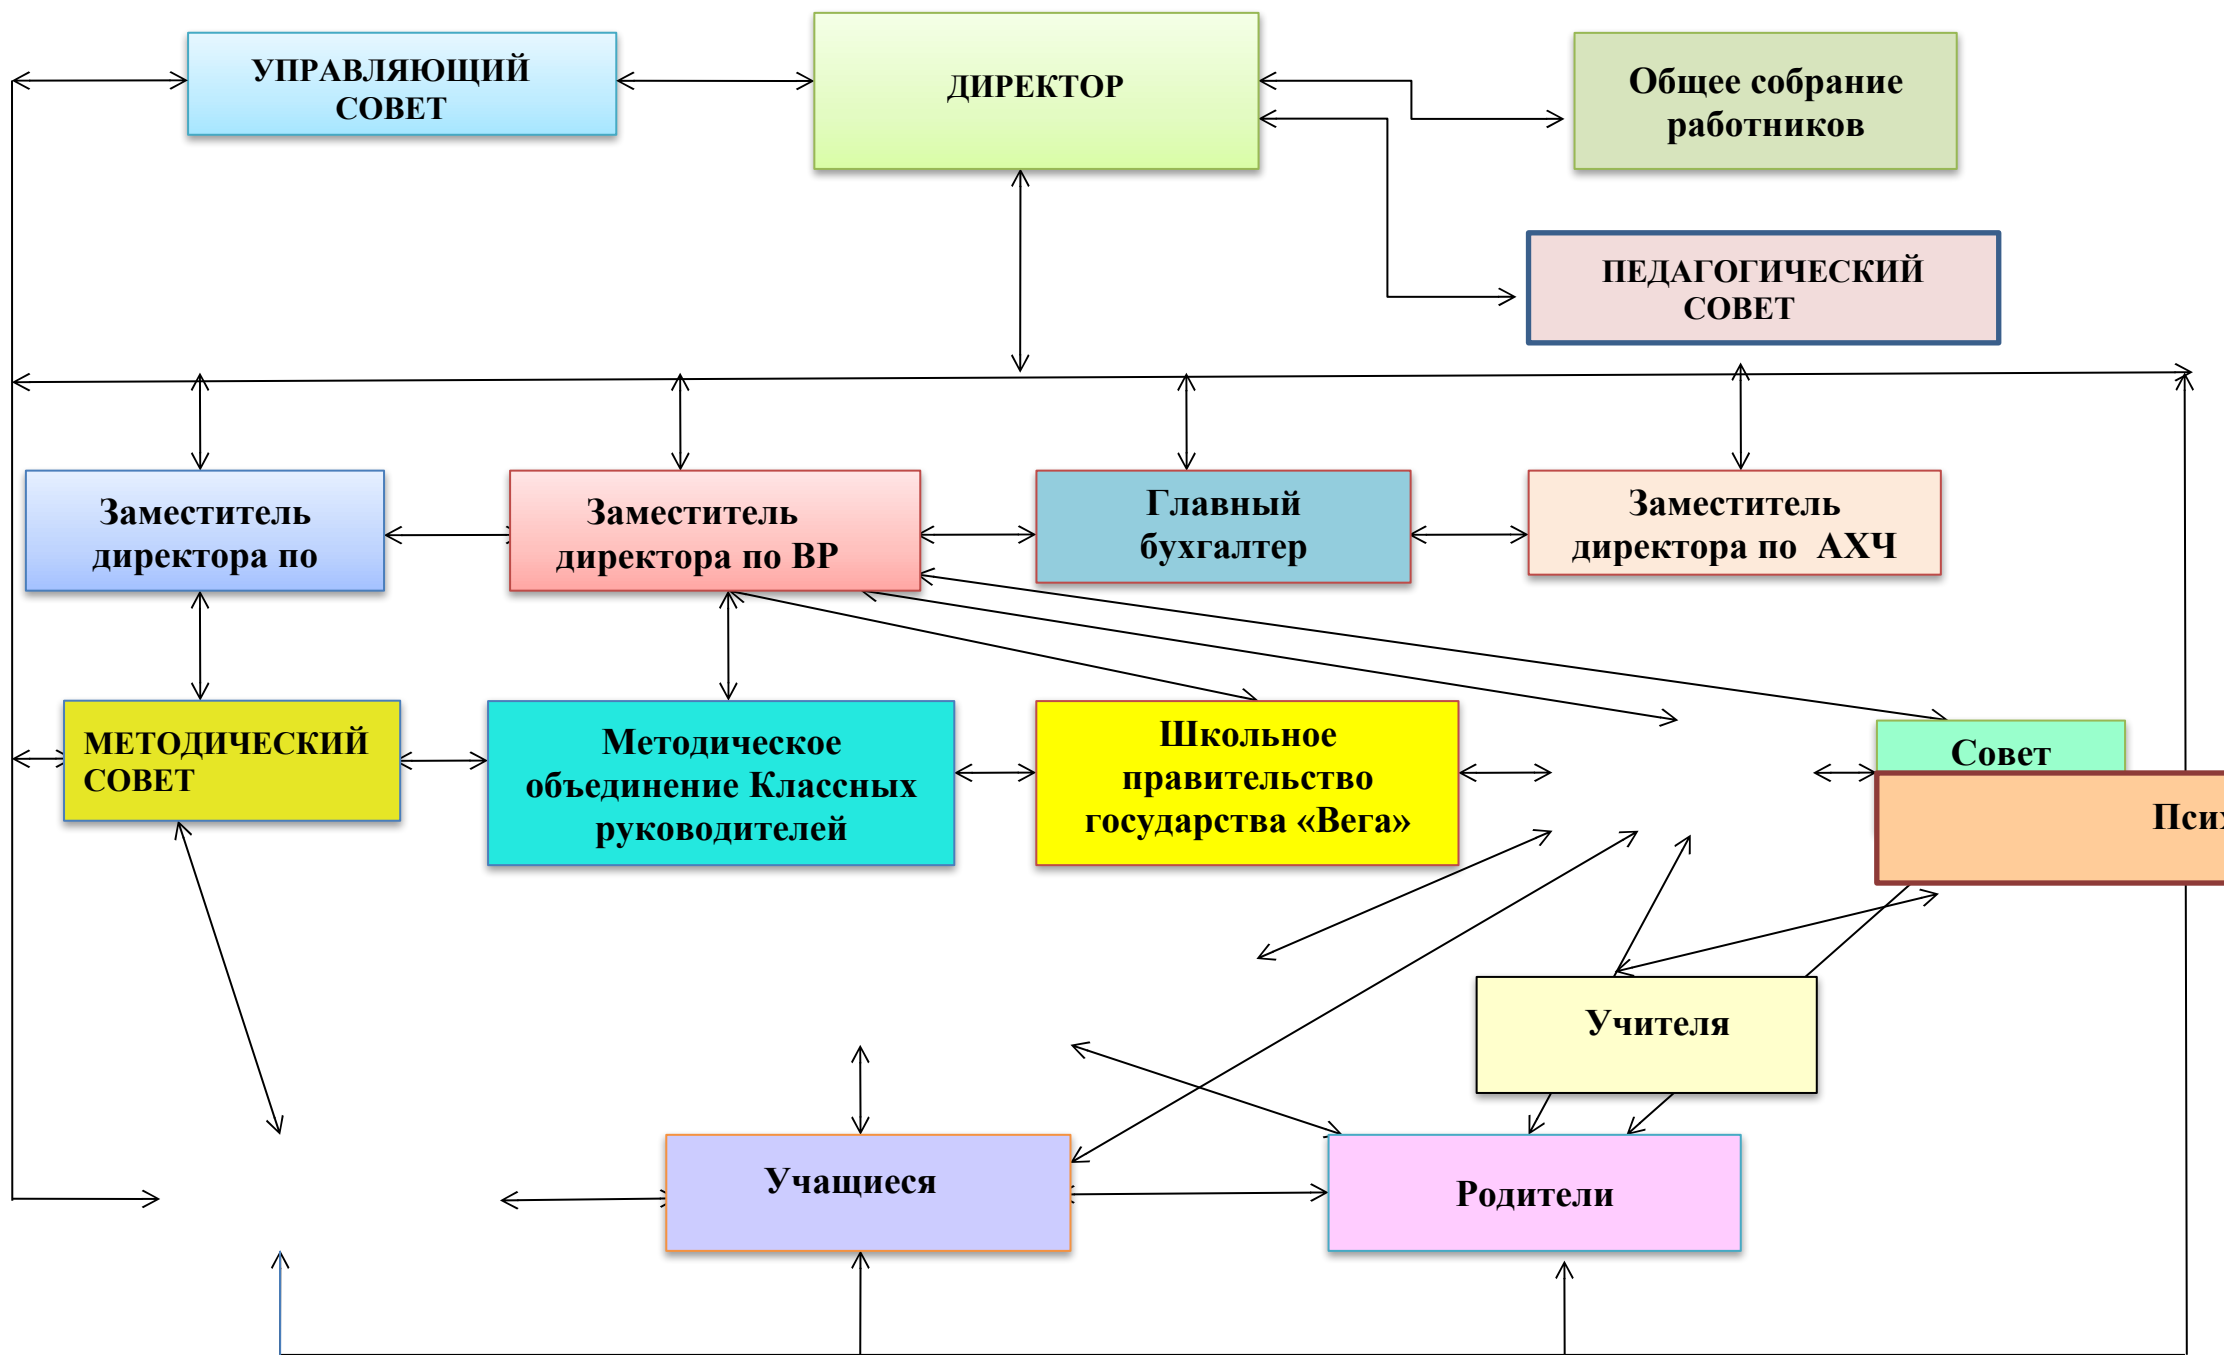 УПРАВЛЯЮЩИЙ
СОВЕТ
ДИРЕКТОР
Общее собрание
работников
ПЕДАГОГИЧЕСКИЙ
СОВЕТ
Заместитель
директора по
Заместитель
директора по ВР
Главный
бухгалтер
Заместитель
директора по  АХЧ
МЕТОДИЧЕСКИЙ
СОВЕТ
Методическое
объединение Классных
руководителей
Школьное
правительство
государства «Вега»
Совет
Учителя
Учащиеся
Родители